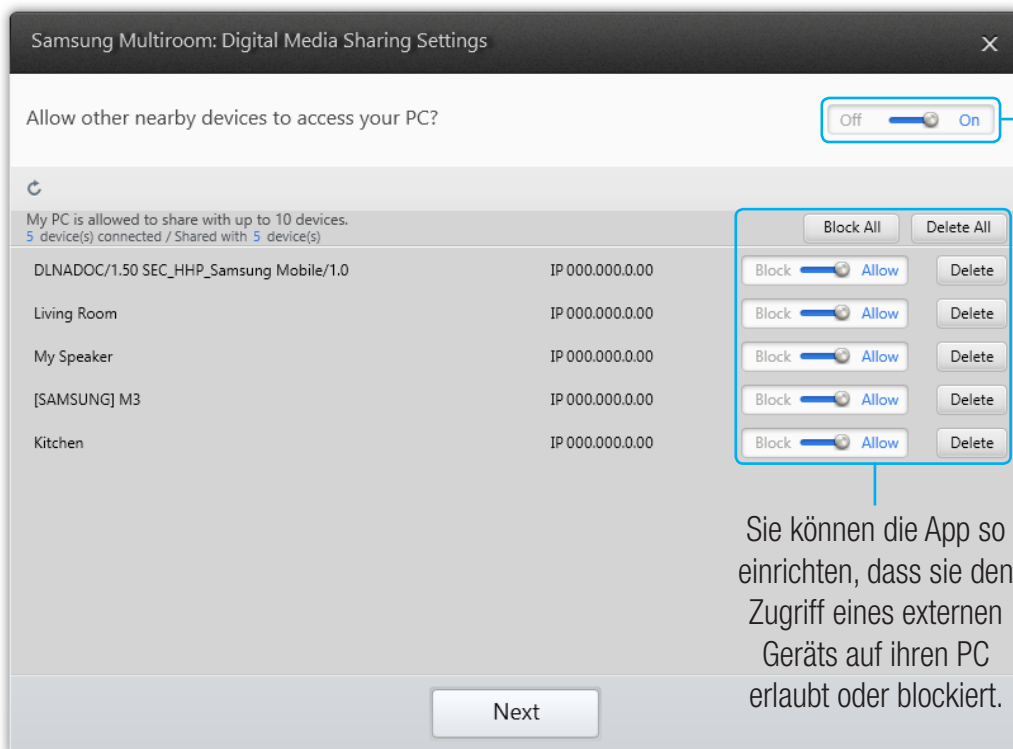 Samsung Multiroom: Digital Media Sharing Settings
Allow other nearby devices to access your PC?
Off On
My PC is allowed to share with up to 10 devices.
5 device(s) connected / Shared with 5 device(s)
Block All Delete All
DLNADOC/1.50 SEC_HHP_Samsung Mobile/1.0 IP 000.000.0.00 Block Allow Delete
Living Room IP 000.000.0.00 Block Allow Delete
My Speaker IP 000.000.0.00 Block Allow Delete
[SAMSUNG] M3 IP 000.000.0.00 Block Allow Delete
Kitchen IP 000.000.0.00 Block Allow Delete
Sie können die App so
einrichten, dass sie den
Zugriff eines externen
Geräts auf ihren PC
erlaubt oder blockiert.
Next